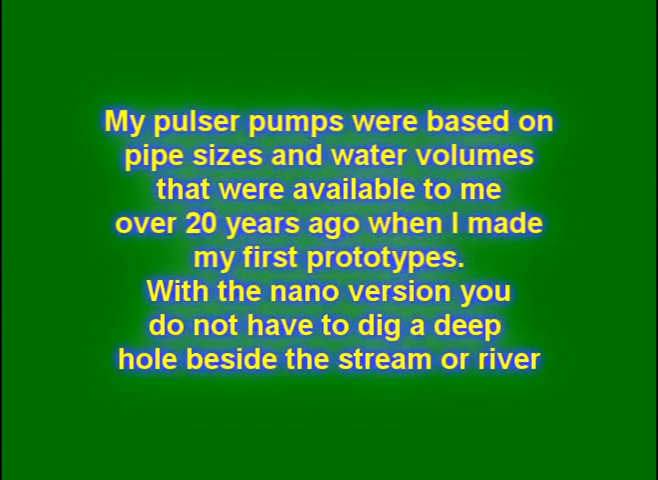 My pulser pumps were based on
pipe sizes and water volumes
that were available to me
over 20 years ago when I made
my first prototypes.
With the nano version you
do not have to dig a deep
hole beside the stream or river